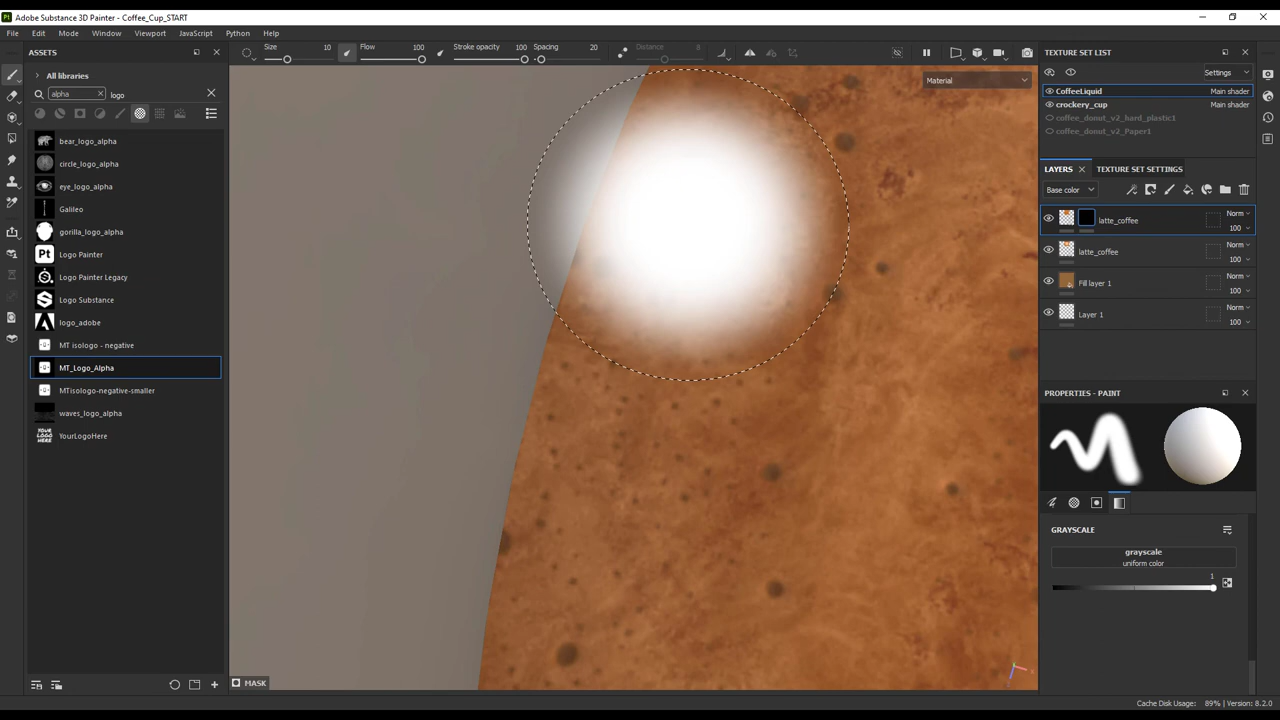 Adobe Substance 3D Painter - Coffee_Cup_START
File Edit Mode Window Viewport JavaScript Python Help
ASSETS
All libraries
alpha × logo
bear_logo_alpha
circle_logo_alpha
eye_logo_alpha
Galileo
gorilla_logo_alpha
Logo Painter
Logo Painter Legacy
Logo Substance
logo_adobe
MT isologo - negative
MT_Logo_Alpha
MTisologo-negative-smaller
waves_logo_alpha
YourLogoHere
Size 10 Flow 100 Stroke opacity 100 Spacing 20 Distance 8
Material
MASK
TEXTURE SET LIST
Settings
CoffeeLiquid Main shader
crockery_cup Main shader
coffee_donut_v2_hard_plastic1
coffee_donut_v2_Paper1
LAYERS TEXTURE SET SETTINGS
Base color
latte_coffee Norm 100
latte_coffee Norm 100
Fill layer 1 Norm 100
Layer 1 Norm 100
PROPERTIES - PAINT
GRAYSCALE
grayscale
uniform color
1
Cache Disk Usage: 89% | Version: 8.2.0